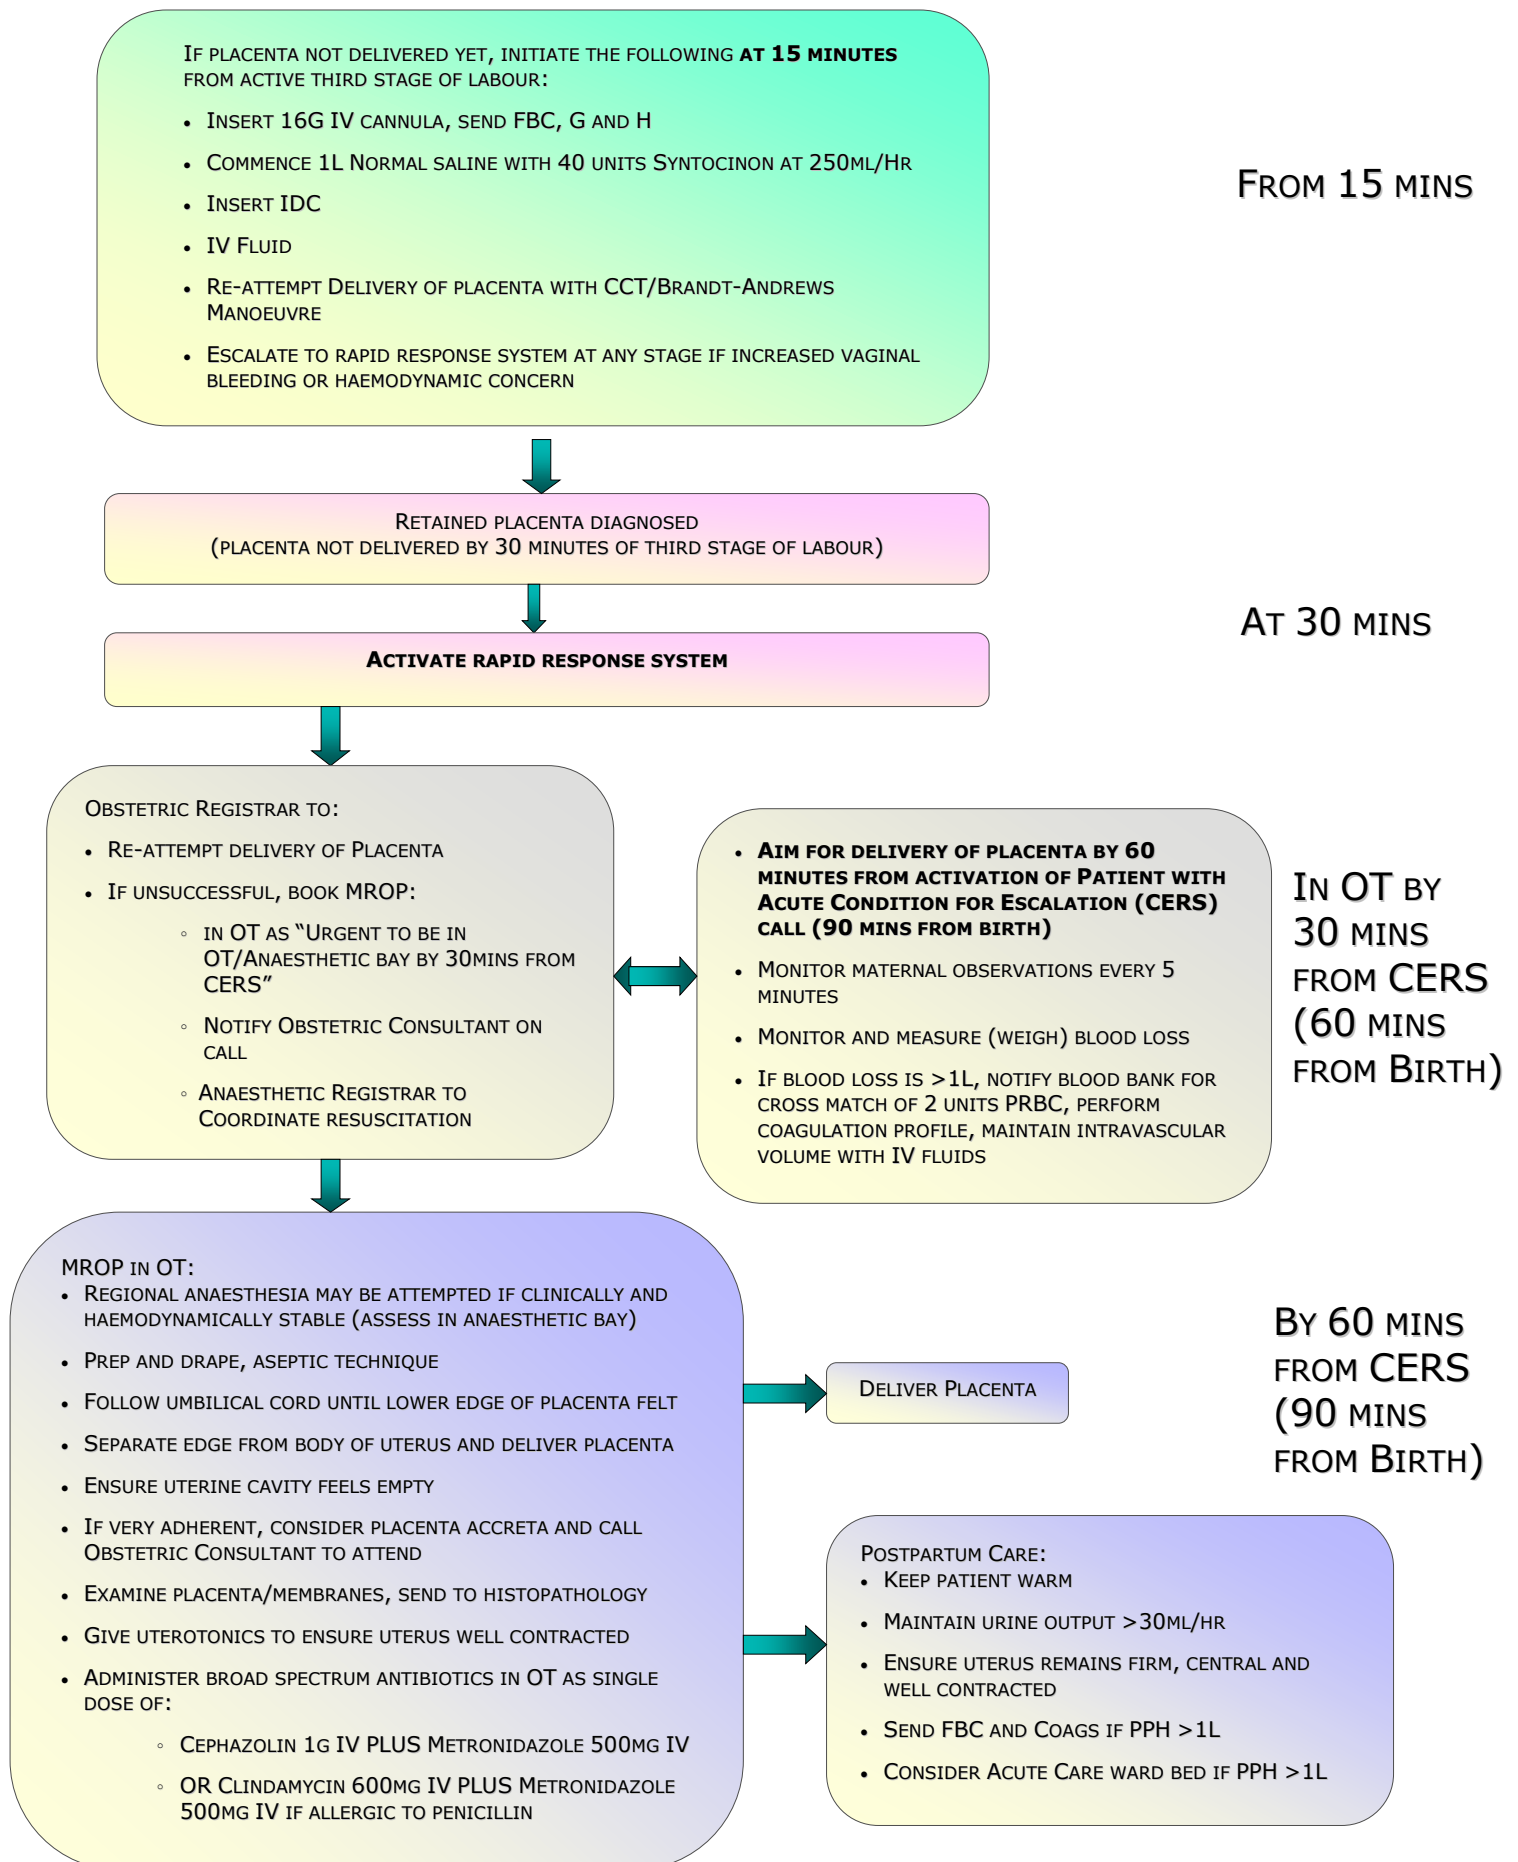 If placenta not delivered yet, initiate the following at 15 minutes
from active third stage of labour:
• Insert 16G IV cannula, send FBC, G and H
• Commence 1L Normal saline with 40 units Syntocinon at 250ml/Hr
• Insert IDC
• IV Fluid
• Re-attempt Delivery of placenta with CCT/Brandt-Andrews
Manoeuvre
• Escalate to rapid response system at any stage if increased vaginal
bleeding or haemodynamic concern
From 15 mins
Retained placenta diagnosed
(placenta not delivered by 30 minutes of third stage of labour)
At 30 mins
Activate rapid response system
Obstetric Registrar to:
• Re-attempt delivery of Placenta
• If unsuccessful, book MROP:
◦ in OT as “Urgent to be in
OT/Anaesthetic bay by 30mins from
CERS”
◦ Notify Obstetric Consultant on
call
◦ Anaesthetic Registrar to
Coordinate resuscitation
• Aim for delivery of placenta by 60
minutes from activation of Patient with
Acute Condition for Escalation (CERS)
call (90 mins from birth)
• Monitor maternal observations every 5
minutes
• Monitor and measure (weigh) blood loss
• If blood loss is >1L, notify blood bank for
cross match of 2 units PRBC, perform
coagulation profile, maintain intravascular
volume with IV fluids
In OT by
30 mins
from CERS
(60 mins
from Birth)
MROP in OT:
• Regional anaesthesia may be attempted if clinically and
haemodynamically stable (assess in anaesthetic bay)
• Prep and drape, aseptic technique
• Follow umbilical cord until lower edge of placenta felt
• Separate edge from body of uterus and deliver placenta
• Ensure uterine cavity feels empty
• If very adherent, consider placenta accreta and call
Obstetric Consultant to attend
• Examine placenta/membranes, send to histopathology
• Give uterotonics to ensure uterus well contracted
• Administer broad spectrum antibiotics in OT as single
dose of:
◦ Cephazolin 1g IV PLUS Metronidazole 500mg IV
◦ OR Clindamycin 600mg IV PLUS Metronidazole
500mg IV if allergic to penicillin
Deliver Placenta
By 60 mins
from CERS
(90 mins
from Birth)
Postpartum Care:
• Keep patient warm
• Maintain urine output >30ml/hr
• Ensure uterus remains firm, central and
well contracted
• Send FBC and Coags if PPH >1L
• Consider Acute Care ward bed if PPH >1L